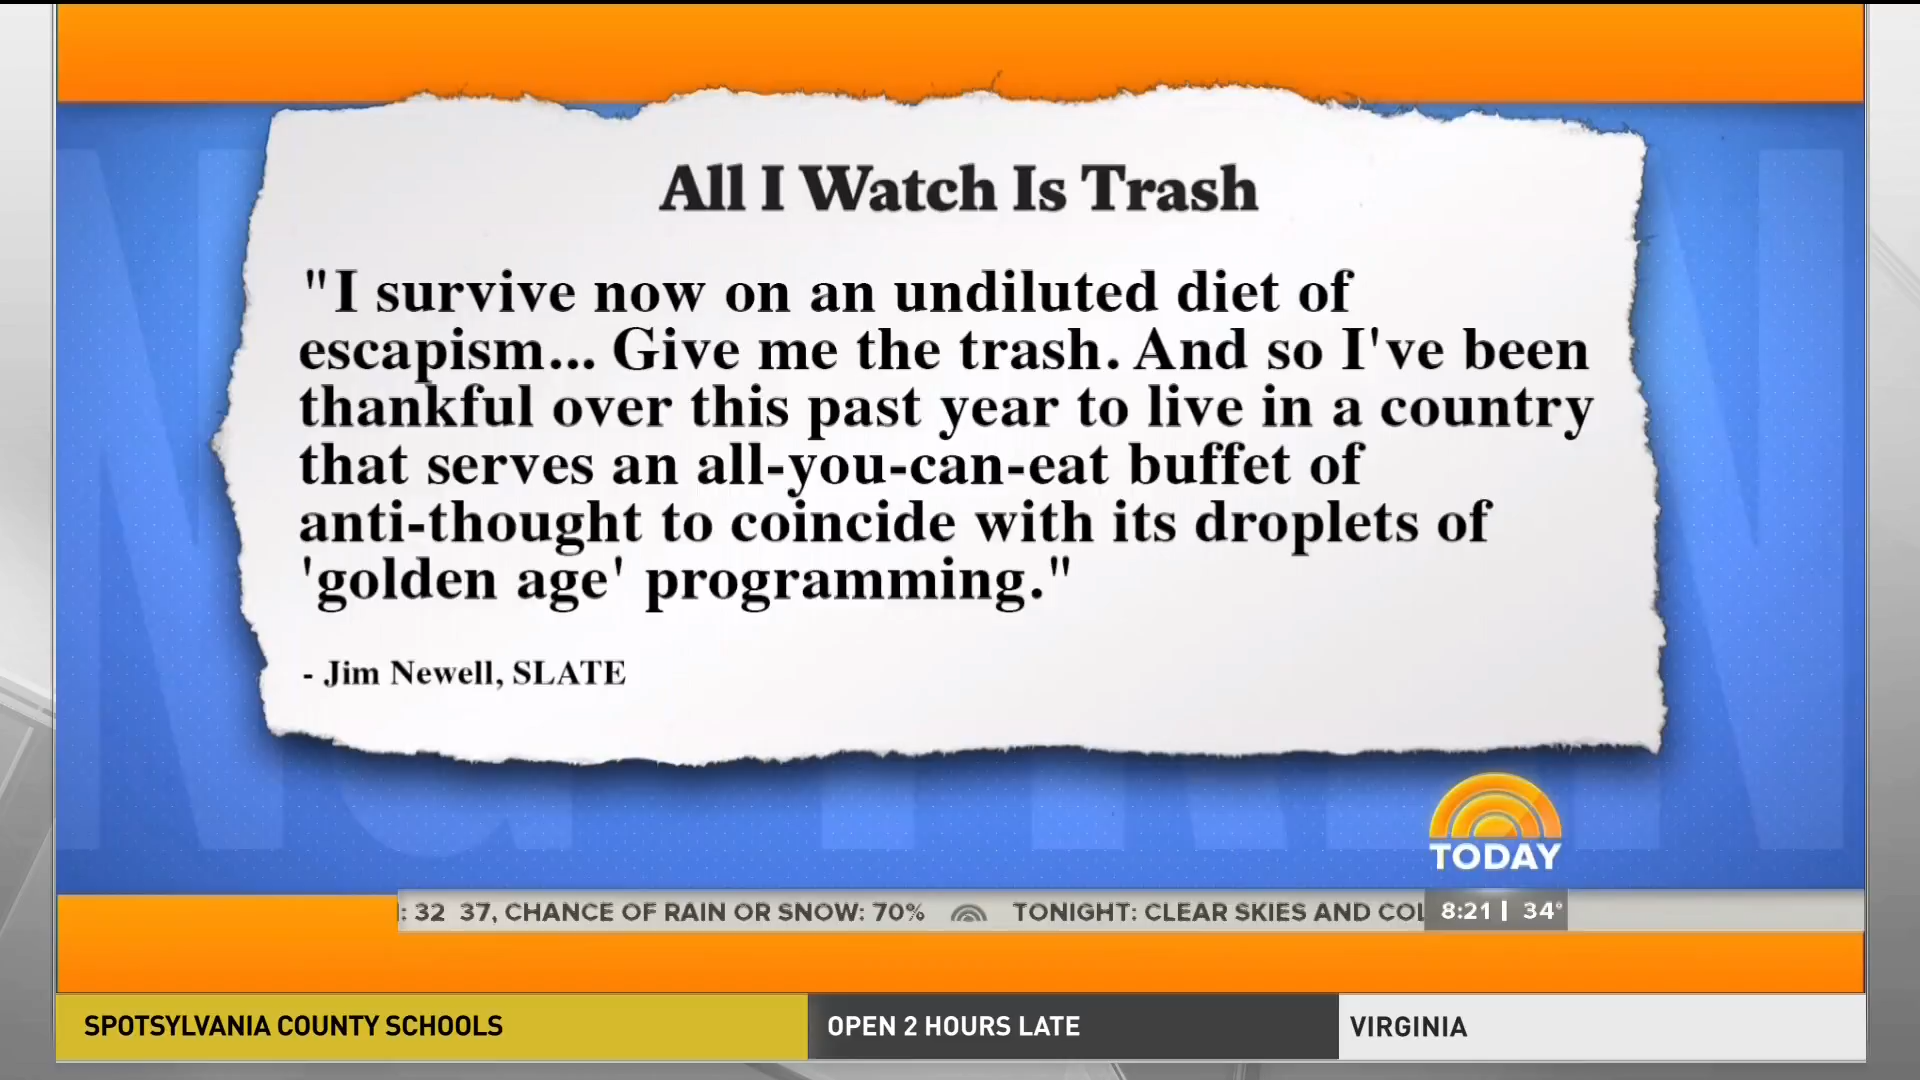 All I Watch Is Trash
"I survive now on an undiluted diet of
escapism... Give me the trash. And so I've been
thankful over this past year to live in a country
that serves an all-you-can-eat buffet of
anti-thought to coincide with its droplets of
'golden age' programming."
- Jim Newell, SLATE
TODAY
: 32 37, CHANCE OF RAIN OR SNOW: 70% TONIGHT: CLEAR SKIES AND COL 8:21 | 34°
SPOTSYLVANIA COUNTY SCHOOLS OPEN 2 HOURS LATE VIRGINIA